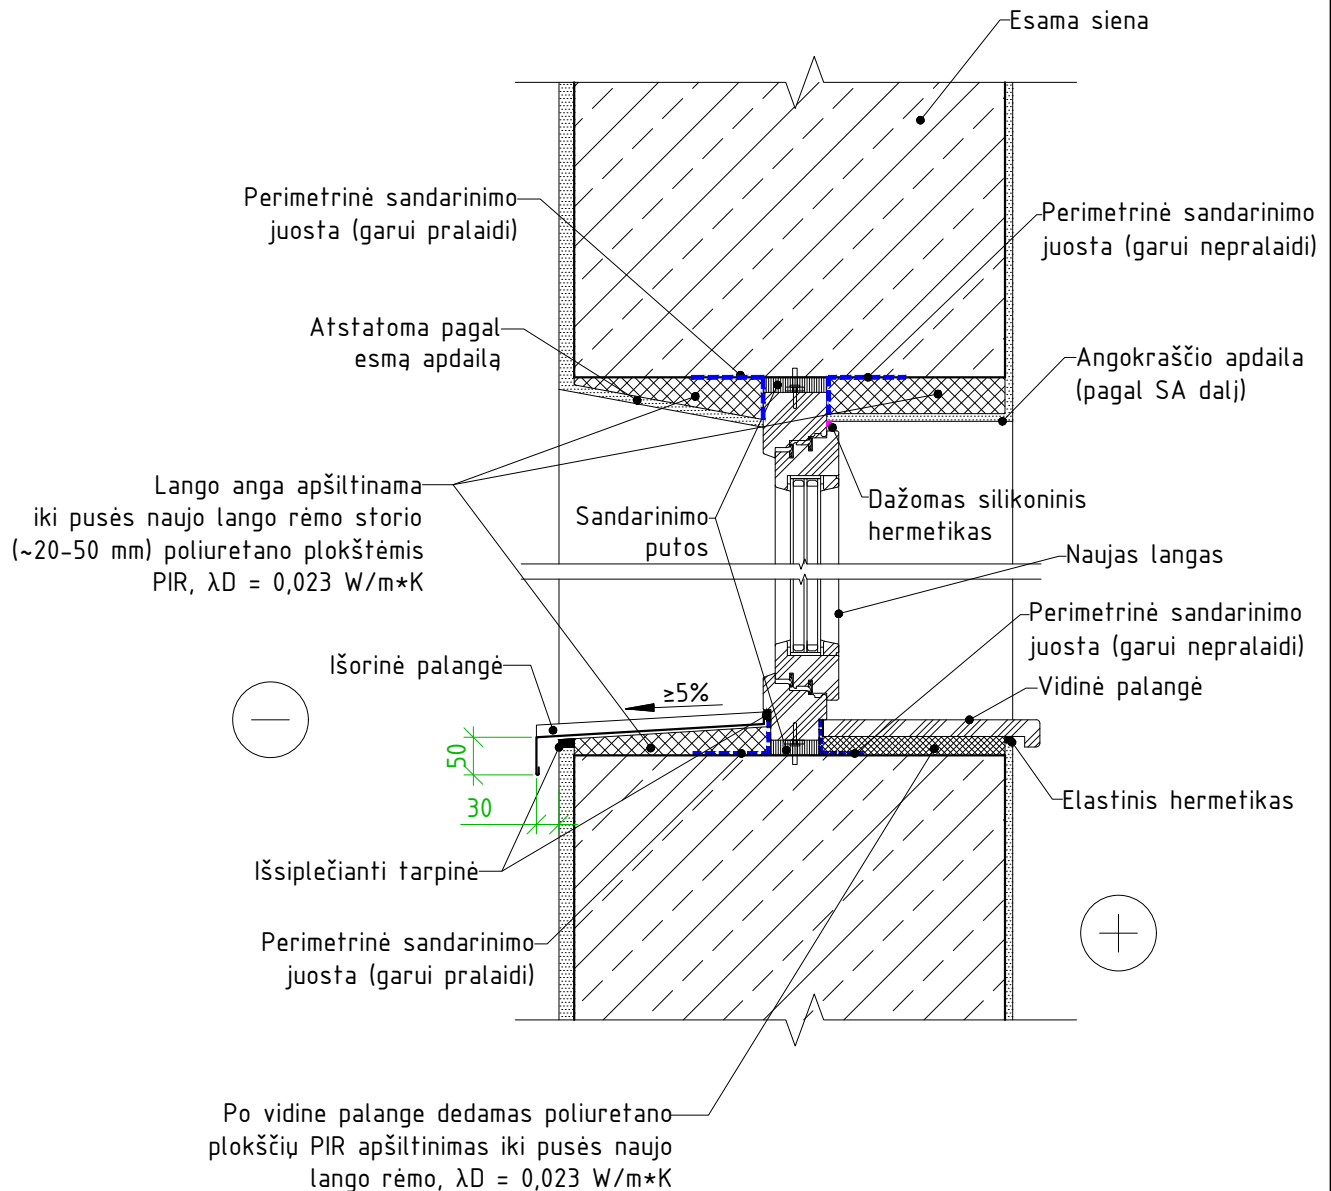 Esama siena
Perimetrinė sandarinimo
juosta (garui pralaidi)
Perimetrinė sandarinimo
juosta (garui nepralaidi)
Atstatoma pagal
esmą apdailą
Angokraščio apdaila
(pagal SA dalį)
Lango anga apšiltinama
iki pusės naujo lango rėmo storio
(~20-50 mm) poliuretano plokštėmis
PIR, λD = 0,023 W/m*K
Sandarinimo
putos
Dažomas silikoninis
hermetikas
Naujas langas
Perimetrinė sandarinimo
juosta (garui nepralaidi)
Išorinė palangė
≥5%
Vidinė palangė
50
30
Elastinis hermetikas
Išsiplečianti tarpinė
Perimetrinė sandarinimo
juosta (garui pralaidi)
Po vidine palange dedamas poliuretano
plokščių PIR apšiltinimas iki pusės naujo
lango rėmo, λD = 0,023 W/m*K